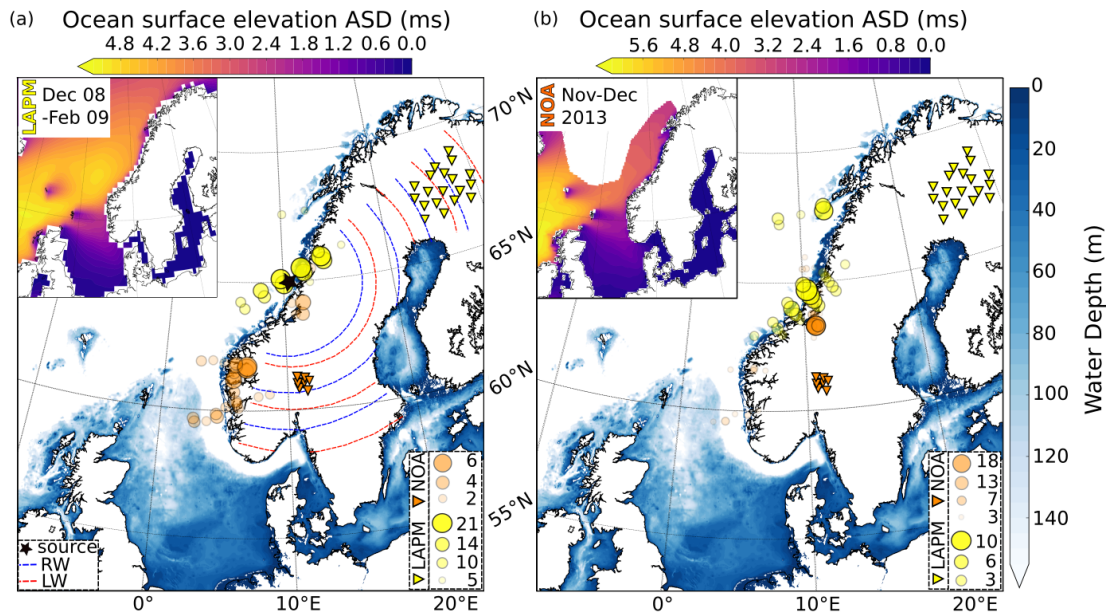 (a) Ocean surface elevation ASD (ms)
4.8 4.2 3.6 3.0 2.4 1.8 1.2 0.6 0.0
LAPM
Dec 08
-Feb 09
NOA
6
4
2
LAPM
21
14
10
5
source
RW
LW
0° 10°E 20°E
70°N
65°N
60°N
55°N
(b) Ocean surface elevation ASD (ms)
5.6 4.8 4.0 3.2 2.4 1.6 0.8 0.0
NOA
Nov-Dec
2013
NOA
18
13
7
3
LAPM
10
6
3
0° 10°E 20°E
0
20
40
60
80
100
120
140
Water Depth (m)